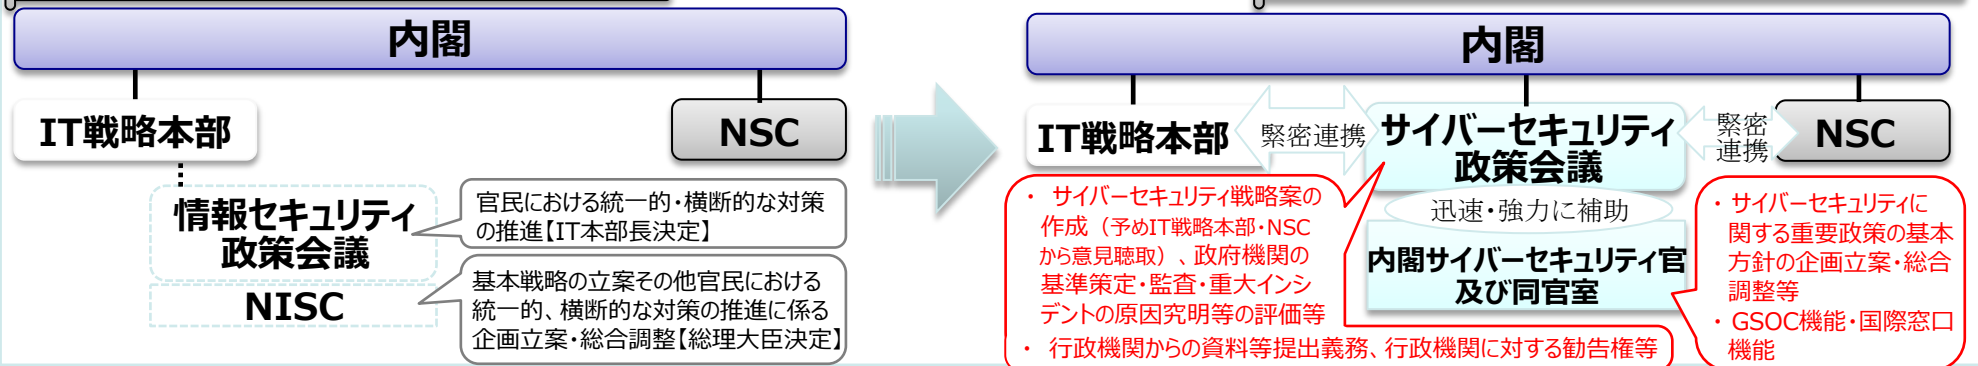 内閣
IT戦略本部
NSC
情報セキュリティ
政策会議
NISC
官民における統一的・横断的な対策
の推進【IT本部長決定】
基本戦略の立案その他官民における
統一的、横断的な対策の推進に係る
企画立案・総合調整【総理大臣決定】
内閣
IT戦略本部
緊密連携
サイバーセキュリティ
政策会議
緊密
連携
NSC
迅速・強力に補助
内閣サイバーセキュリティ官
及び同官室
・ サイバーセキュリティ戦略案の
作成（予めIT戦略本部・NSC
から意見聴取）、政府機関の
基準策定・監査・重大インシ
デントの原因究明等の評価等
・ 行政機関からの資料等提出義務、行政機関に対する勧告権等
・ サイバーセキュリティに
関する重要政策の基本
方針の企画立案・総合
調整等
・ GSOC機能・国際窓口
機能